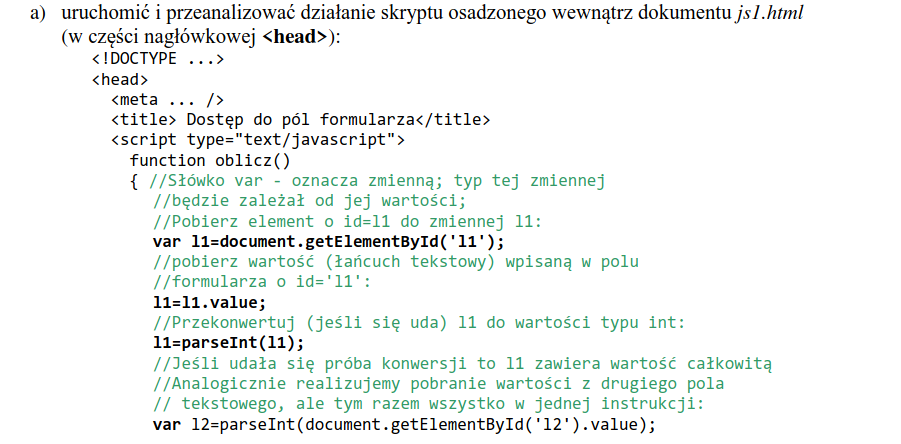 a) uruchomić i przeanalizować działanie skryptu osadzonego wewnątrz dokumentu js1.html
(w części nagłówkowej <head>):
<!DOCTYPE ...>
<head>
<meta ... />
<title> Dostęp do pól formularza</title>
<script type="text/javascript">
function oblicz()
{ //Słówko var - oznacza zmienną; typ tej zmiennej
//będzie zależał od jej wartości;
//Pobierz element o id=l1 do zmiennej l1:
var l1=document.getElementById('l1');
//pobierz wartość (łańcuch tekstowy) wpisaną w polu
//formularza o id='l1':
l1=l1.value;
//Przekonwertuj (jeśli się uda) l1 do wartości typu int:
l1=parseInt(l1);
//Jeśli udała się próba konwersji to l1 zawiera wartość całkowitą
//Analogicznie realizujemy pobranie wartości z drugiego pola
// tekstowego, ale tym razem wszystko w jednej instrukcji:
var l2=parseInt(document.getElementById('l2').value);